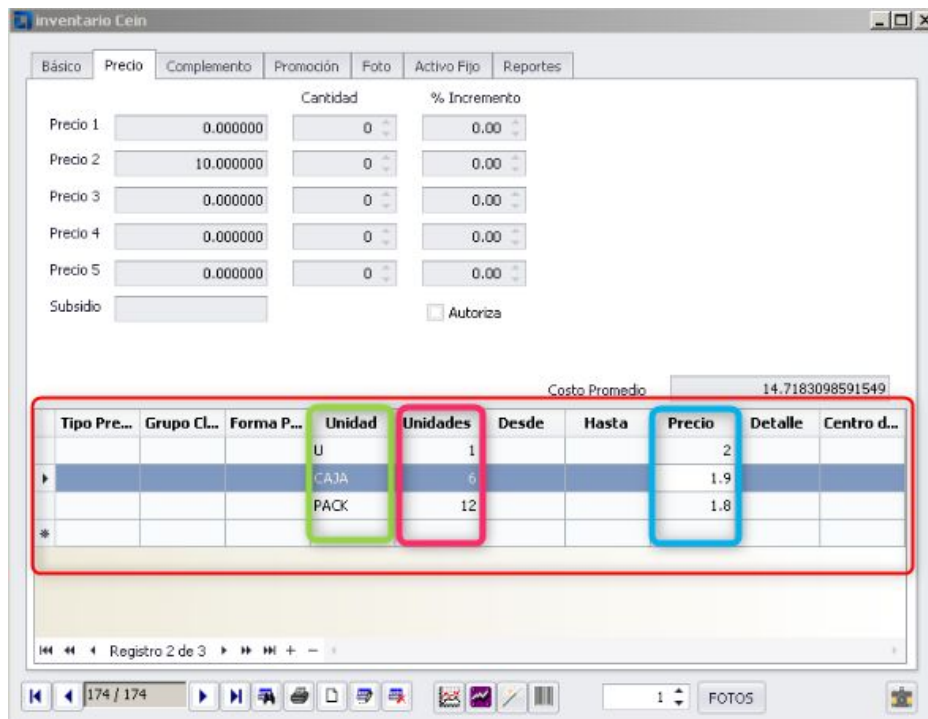 inventario Cein
Básico Precio Complemento Promoción Foto Activo Fijo Reportes
Cantidad % Incremento
Precio 1 0.000000 0 0.00
Precio 2 10.000000 0 0.00
Precio 3 0.000000 0 0.00
Precio 4 0.000000 0 0.00
Precio 5 0.000000 0 0.00
Subsidio Autoriza
Costo Promedio 14.7183098591549
Tipo Pre... Grupo Cl... Forma P... Unidad Unidades Desde Hasta Precio Detalle Centro d...
U 1 2
CAJA 6 1.9
PACK 12 1.8
Registro 2 de 3
174 / 174 1 FOTOS